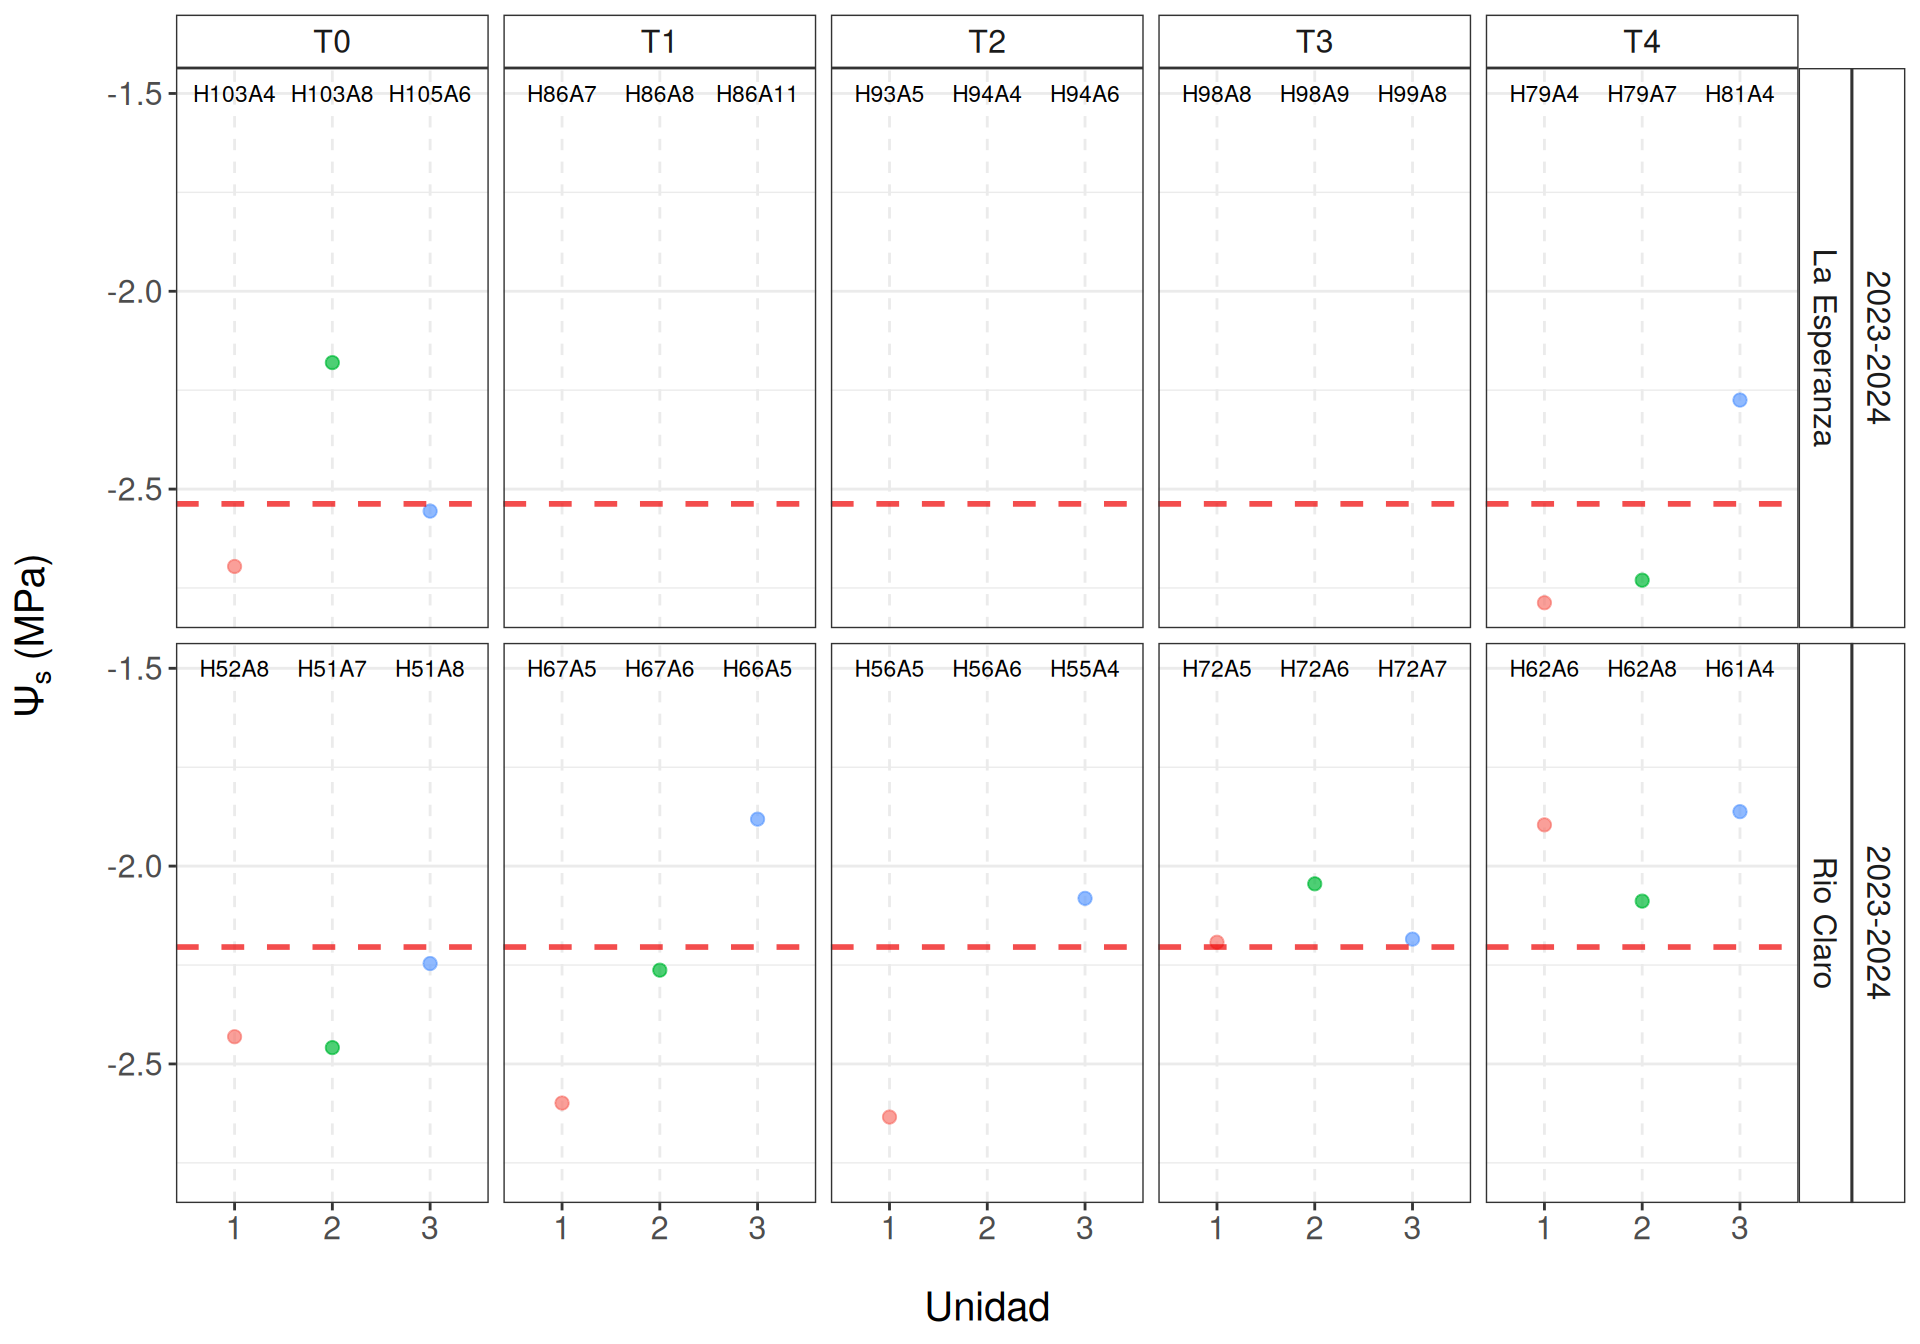 T0 T1 T2 T3 T4
-1.5 H103A4 H103A8 H105A6 H86A7 H86A8 H86A11 H93A5 H94A4 H94A6 H98A8 H98A9 H99A8 H79A4 H79A7 H81A4
-2.0
-2.5
La Esperanza
2023-2024
Ψs (MPa)
-1.5 H52A8 H51A7 H51A8 H67A5 H67A6 H66A5 H56A5 H56A6 H55A4 H72A5 H72A6 H72A7 H62A6 H62A8 H61A4
-2.0
-2.5
Rio Claro
2023-2024
1 2 3 1 2 3 1 2 3 1 2 3 1 2 3
Unidad